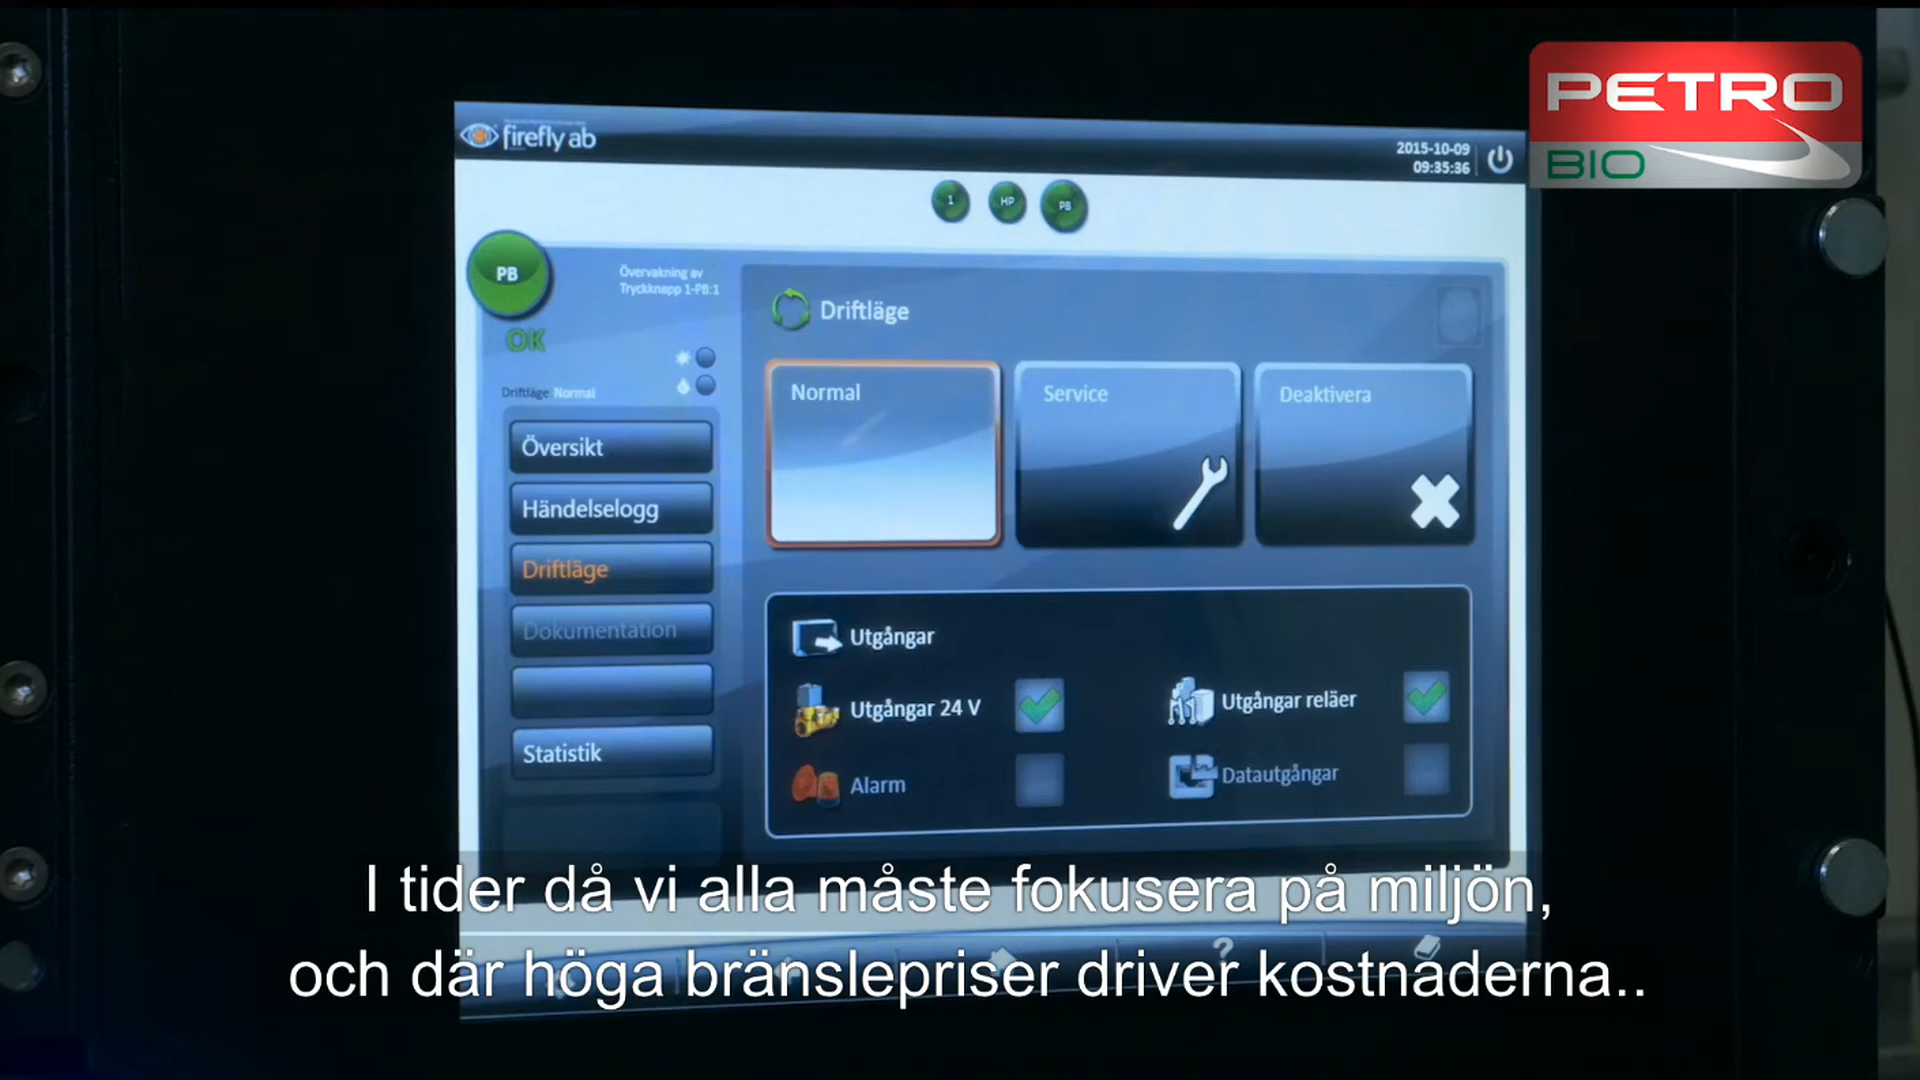 PETRO
BIO
firefly ab
2015-10-09
09:35:36
1
HP
PB
PB
Övervakning av
Tryckknapp 1-PB:1
OK
Driftläge: Normal
Översikt
Händelselogg
Driftläge
Dokumentation
Statistik
Driftläge
Normal
Service
Deaktivera
Utgångar
Utgångar 24 V
Utgångar reläer
Alarm
Datautgångar
?
I tider då vi alla måste fokusera på miljön,
och där höga bränslepriser driver kostnaderna..